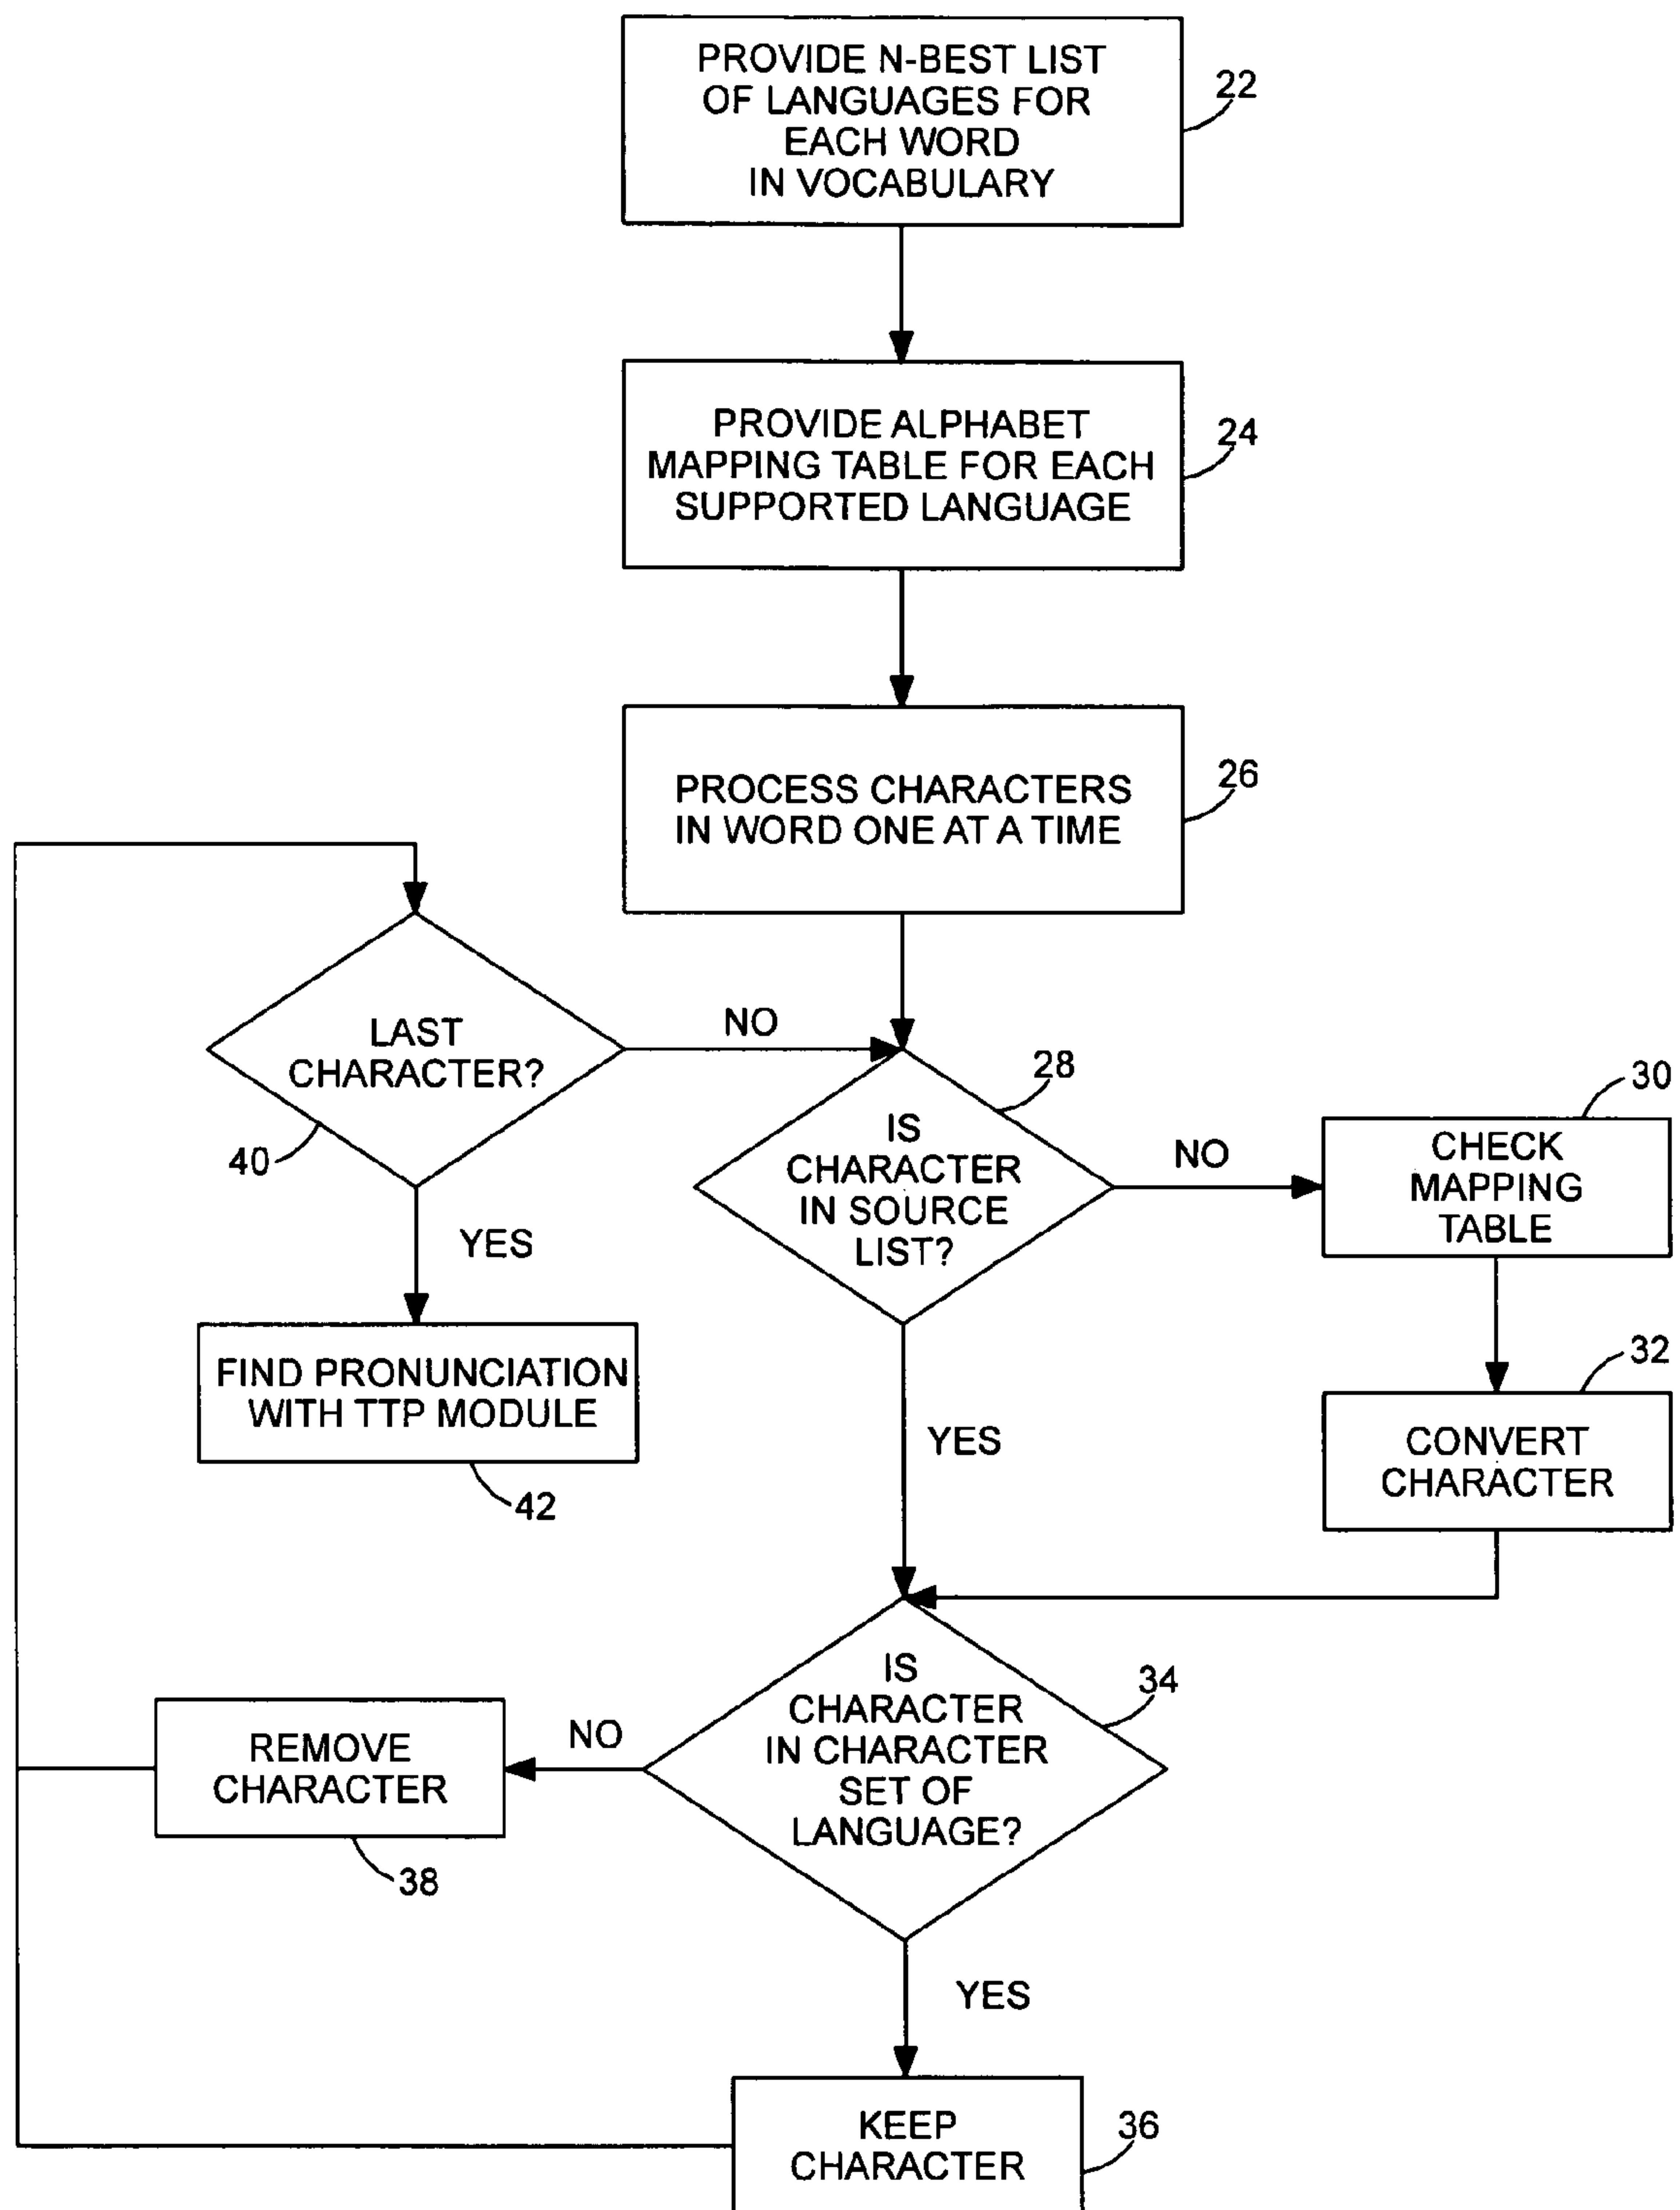 PROVIDE N-BEST LIST
OF LANGUAGES FOR
EACH WORD
IN VOCABULARY
22
PROVIDE ALPHABET
MAPPING TABLE FOR EACH
SUPPORTED LANGUAGE
24
PROCESS CHARACTERS
IN WORD ONE AT A TIME
26
LAST
CHARACTER?
40
NO
YES
FIND PRONUNCIATION
WITH TTP MODULE
42
IS
CHARACTER
IN SOURCE
LIST?
28
NO
YES
CHECK
MAPPING
TABLE
30
CONVERT
CHARACTER
32
IS
CHARACTER
IN CHARACTER
SET OF
LANGUAGE?
34
NO
REMOVE
CHARACTER
38
YES
KEEP
CHARACTER
36